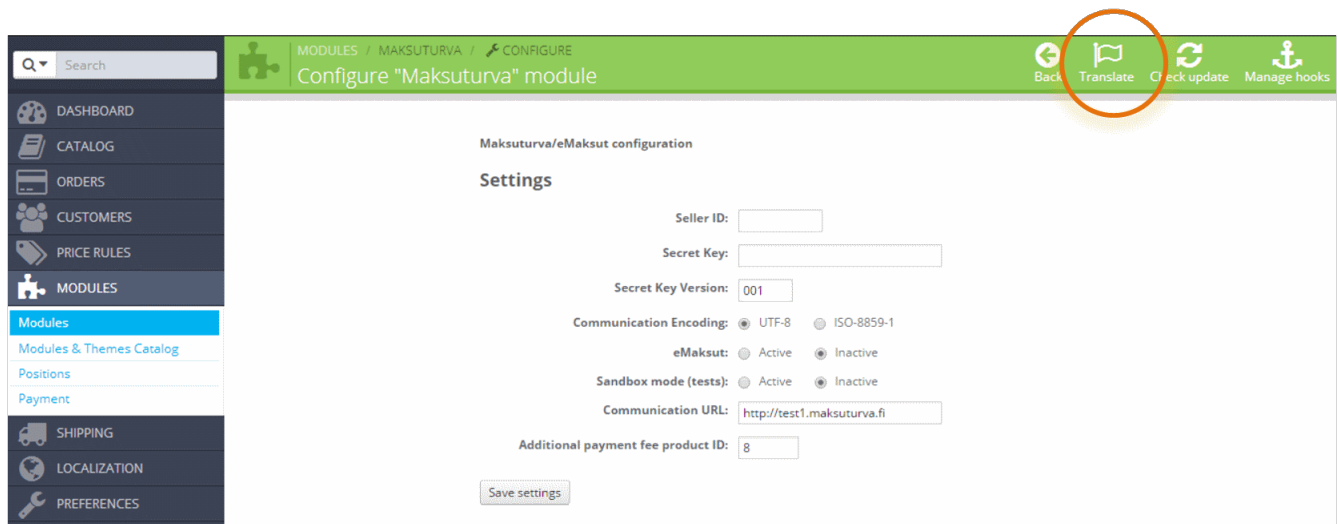 Search
DASHBOARD
CATALOG
ORDERS
CUSTOMERS
PRICE RULES
MODULES
Modules
Modules & Themes Catalog
Positions
Payment
SHIPPING
LOCALIZATION
PREFERENCES
MODULES / MAKSUTURVA / CONFIGURE
Configure "Maksuturva" module
Back
Translate
Check update
Manage hooks
Maksuturva/eMaksut configuration
Settings
Seller ID:
Secret Key:
Secret Key Version: 001
Communication Encoding: UTF-8 ISO-8859-1
eMaksut: Active Inactive
Sandbox mode (tests): Active Inactive
Communication URL: http://test1.maksuturva.fi
Additional payment fee product ID: 8
Save settings